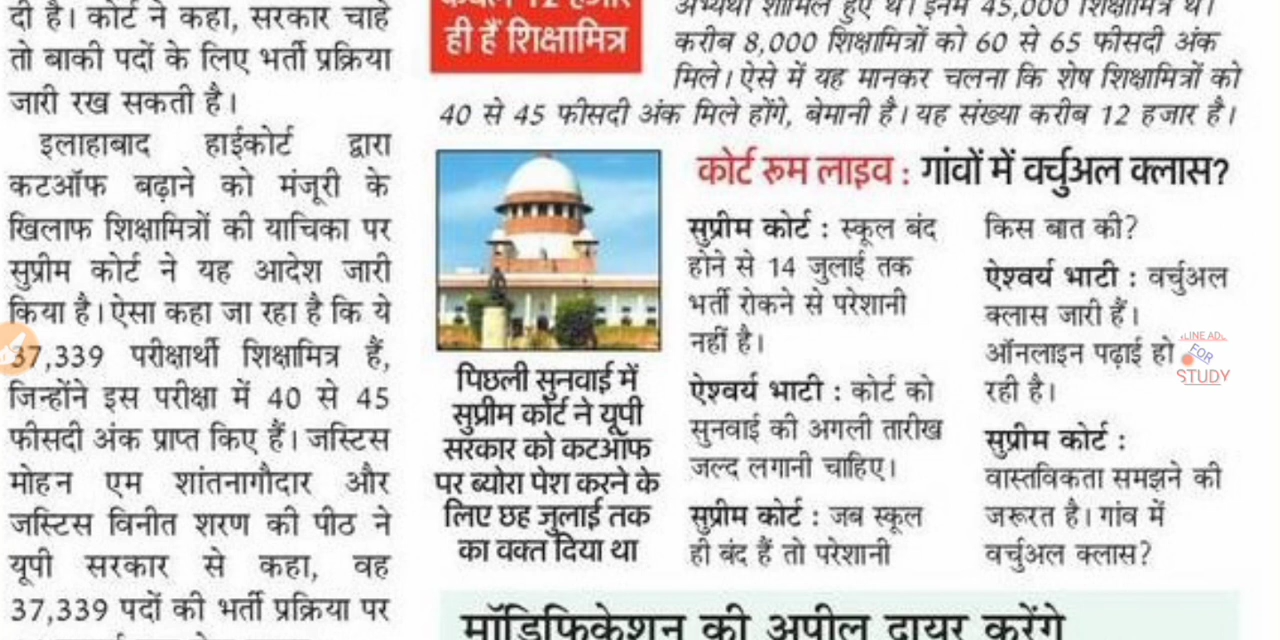 दी है। कोर्ट ने कहा, सरकार चाहे
तो बाकी पदों के लिए भर्ती प्रक्रिया
जारी रख सकती है।
इलाहाबाद हाईकोर्ट द्वारा
कटऑफ बढ़ाने को मंजूरी के
खिलाफ शिक्षामित्रों की याचिका पर
सुप्रीम कोर्ट ने यह आदेश जारी
किया है। ऐसा कहा जा रहा है कि ये
37,339 परीक्षार्थी शिक्षामित्र हैं,
जिन्होंने इस परीक्षा में 40 से 45
फीसदी अंक प्राप्त किए हैं। जस्टिस
मोहन एम शांतनागौदार और
जस्टिस विनीत शरण की पीठ ने
यूपी सरकार से कहा, वह
37,339 पदों की भर्ती प्रक्रिया पर
केवल 12 हजार
ही हैं शिक्षामित्र
अभ्यर्थी शामिल हुए थे। इनमें 45,000 शिक्षामित्र थे।
करीब 8,000 शिक्षामित्रों को 60 से 65 फीसदी अंक
मिले। ऐसे में यह मानकर चलना कि शेष शिक्षामित्रों को
40 से 45 फीसदी अंक मिले होंगे, बेमानी है। यह संख्या करीब 12 हजार है।
पिछली सुनवाई में
सुप्रीम कोर्ट ने यूपी
सरकार को कटऑफ
पर ब्योरा पेश करने के
लिए छह जुलाई तक
का वक्त दिया था
कोर्ट रूम लाइव : गांवों में वर्चुअल क्लास?
सुप्रीम कोर्ट : स्कूल बंद
होने से 14 जुलाई तक
भर्ती रोकने से परेशानी
नहीं है।
ऐश्वर्य भाटी : कोर्ट को
सुनवाई की अगली तारीख
जल्द लगानी चाहिए।
सुप्रीम कोर्ट : जब स्कूल
ही बंद हैं तो परेशानी
किस बात की?
ऐश्वर्य भाटी : वर्चुअल
क्लास जारी हैं।
ऑनलाइन पढ़ाई हो
रही है।
सुप्रीम कोर्ट :
वास्तविकता समझने की
जरूरत है। गांव में
वर्चुअल क्लास?
मॉडिफिकेशन की अपील दायर करेंगे
FOR
STUDY